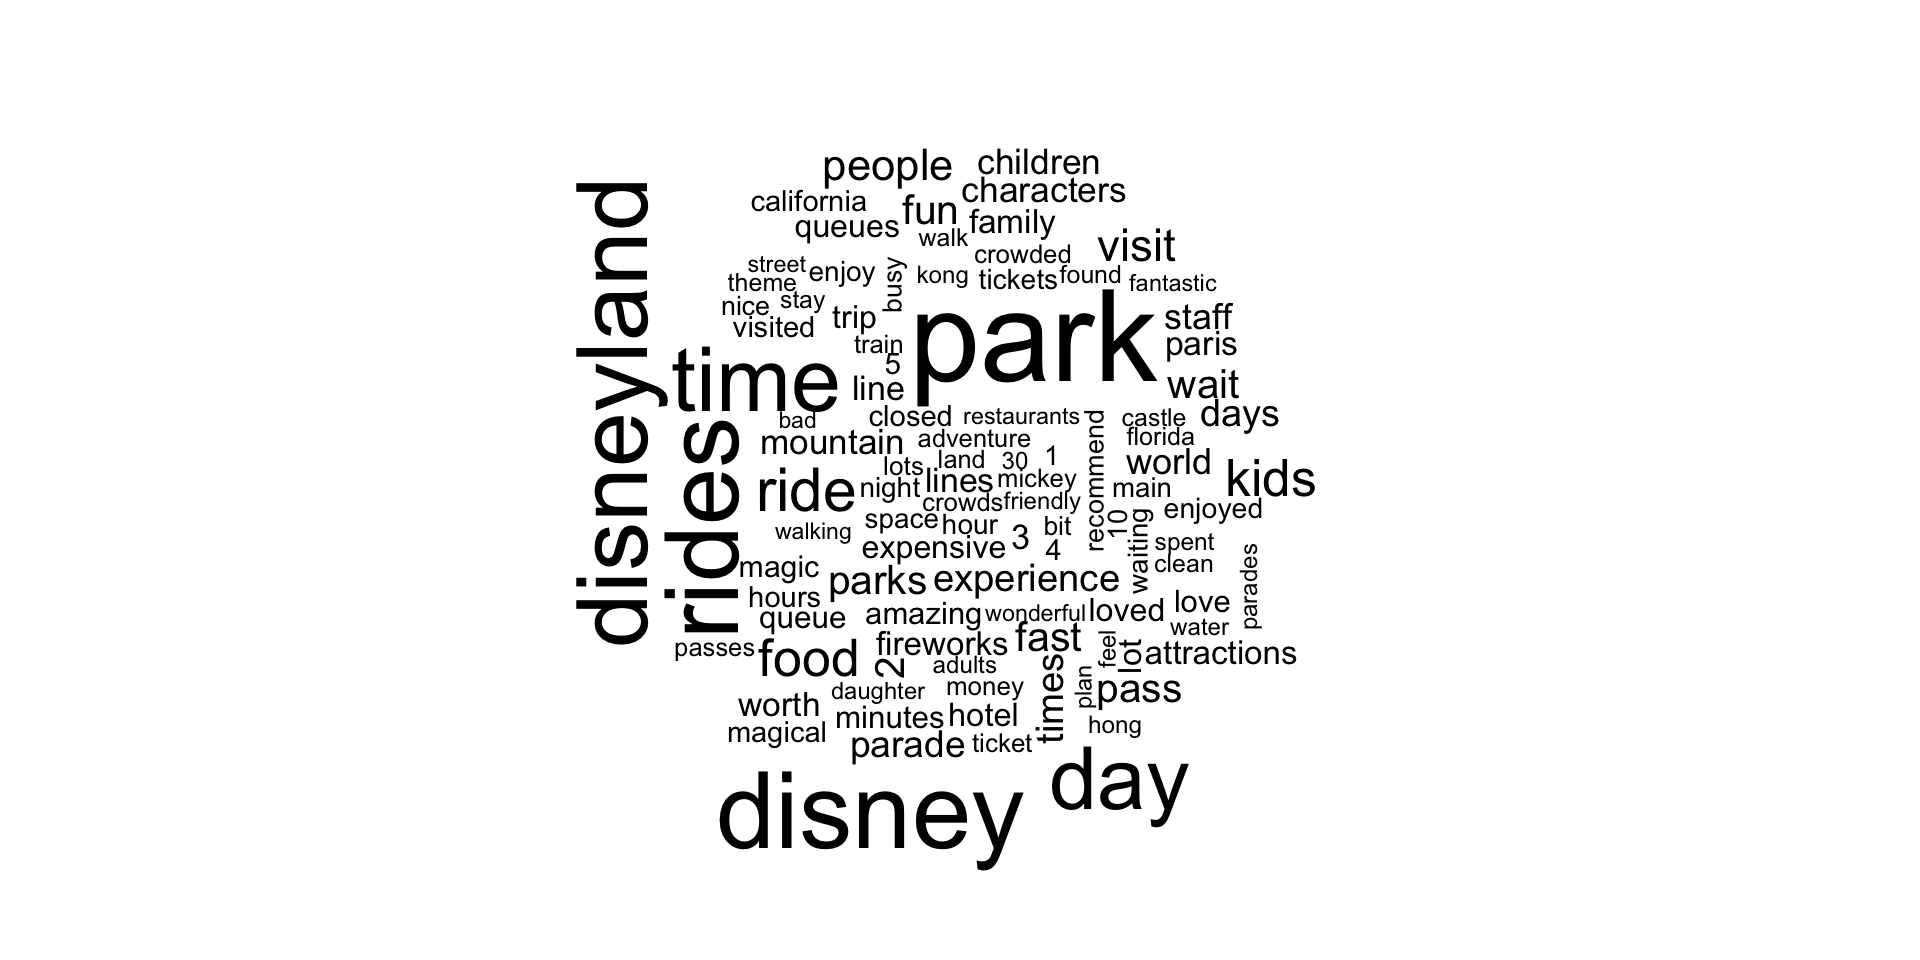 people children
california characters
queues fun family
walk
visit
crowded
street enjoy busy kong tickets found fantastic
theme
nice stay
visited trip
park
staff
train
paris
disneyland
time
5
line
wait
closed restaurants castle days
bad
mountain adventure florida
lots land 30 1 recommend world
rides
ride night lines mickey main kids
crowds friendly
space hour 3 bit 10 enjoyed
walking
expensive 4 waiting spent
magic clean
parks experience parades
hours
queue amazing wonderful loved love
water
fireworks fast
passes food 2 adults feel lot attractions
daughter money times plan pass
worth
minutes hotel
magical hong
parade ticket
day
disney